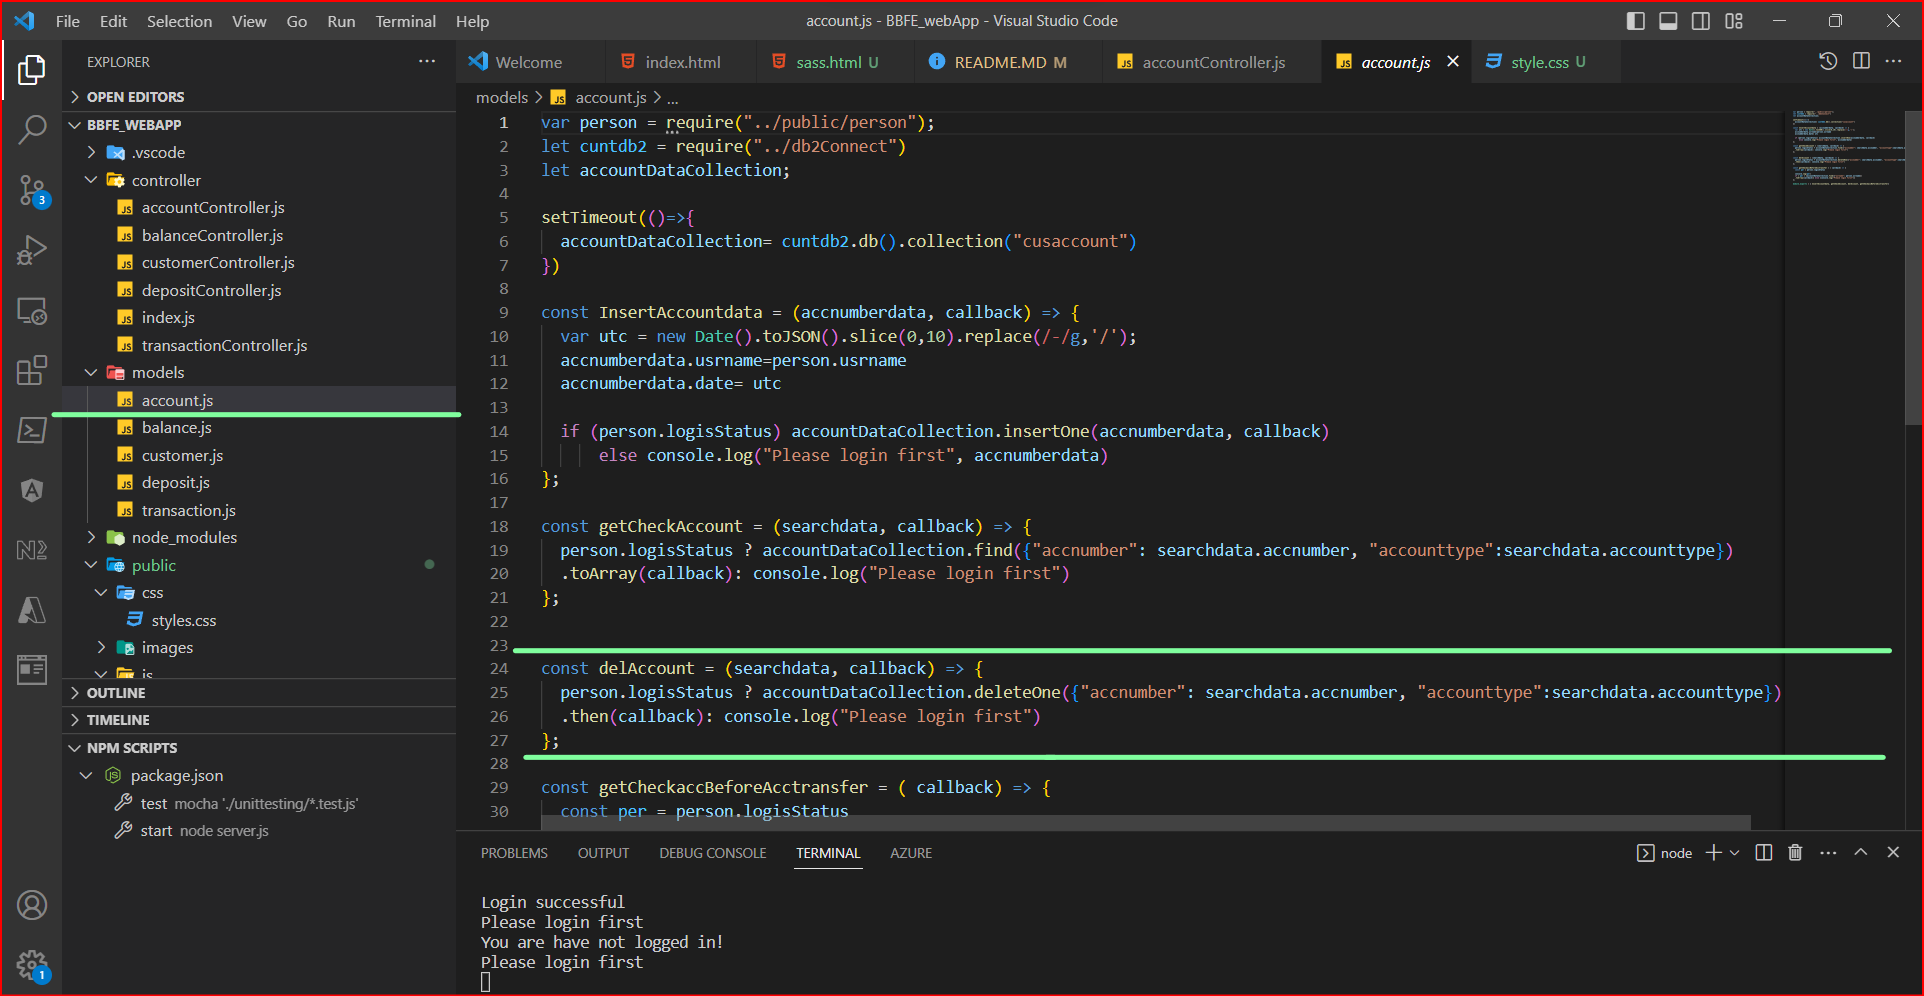 File Edit Selection View Go Run Terminal Help
account.js - BBFE_webApp - Visual Studio Code
EXPLORER
OPEN EDITORS
BBFE_WEBAPP
.vscode
controller
accountController.js
balanceController.js
customerController.js
depositController.js
index.js
transactionController.js
models
account.js
balance.js
customer.js
deposit.js
transaction.js
node_modules
public
css
styles.css
images
js
OUTLINE
TIMELINE
NPM SCRIPTS
package.json
test mocha './unittesting/*.test.js'
start node server.js
3
1
Welcome index.html sass.html U README.MD M accountController.js account.js style.css U
models > account.js > ...
1 var person = require("../public/person");
2 let cuntdb2 = require("../db2Connect")
3 let accountDataCollection;
4
5 setTimeout(()=>{
6 accountDataCollection= cuntdb2.db().collection("cusaccount")
7 })
8
9 const InsertAccountdata = (accnumberdata, callback) => {
10 var utc = new Date().toJSON().slice(0,10).replace(/-/g,'/');
11 accnumberdata.usrname=person.usrname
12 accnumberdata.date= utc
13
14 if (person.logisStatus) accountDataCollection.insertOne(accnumberdata, callback)
15 else console.log("Please login first", accnumberdata)
16 };
17
18 const getCheckAccount = (searchdata, callback) => {
19 person.logisStatus ? accountDataCollection.find({"accnumber": searchdata.accnumber, "accounttype":searchdata.accounttype})
20 .toArray(callback): console.log("Please login first")
21 };
22
23
24 const delAccount = (searchdata, callback) => {
25 person.logisStatus ? accountDataCollection.deleteOne({"accnumber": searchdata.accnumber, "accounttype":searchdata.accounttype})
26 .then(callback): console.log("Please login first")
27 };
28
29 const getCheckaccBeforeAcctransfer = ( callback) => {
30 const per = person.logisStatus
PROBLEMS OUTPUT DEBUG CONSOLE TERMINAL AZURE
node
Login successful
Please login first
You are have not logged in!
Please login first